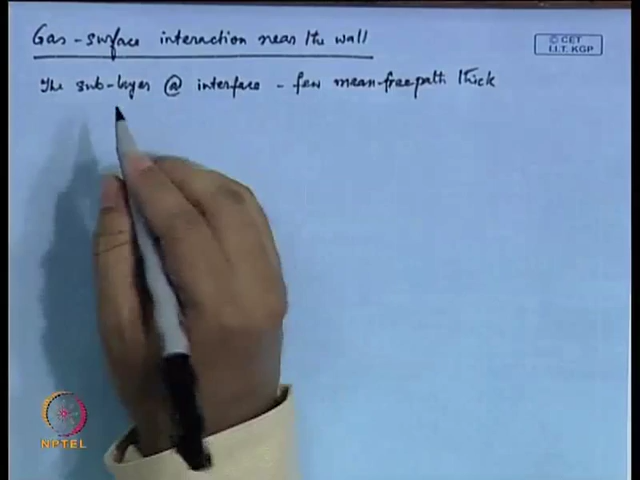 Gas-surface interaction near the wall
© CET
I.I.T. KGP
The sub-layer @ interface - few mean-free path thick
NPTEL